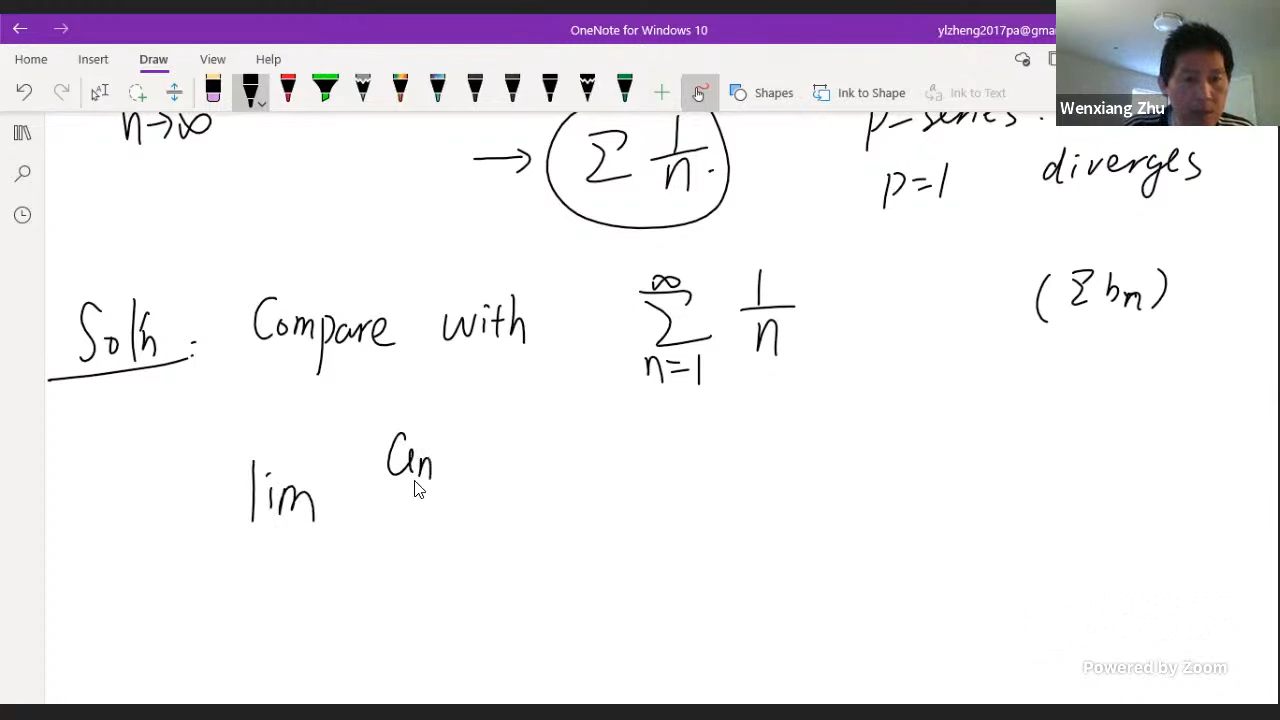 OneNote for Windows 10
ylzheng2017pa@gma
Home Insert Draw View Help
Shapes Ink to Shape Ink to Text
Wenxiang Zhu
n→∞
→ Σ 1/n.
p-series.
p=1
diverges
Soln: Compare with ∞ Σ n=1 1/n (Σ bn)
lim an
Powered by Zoom